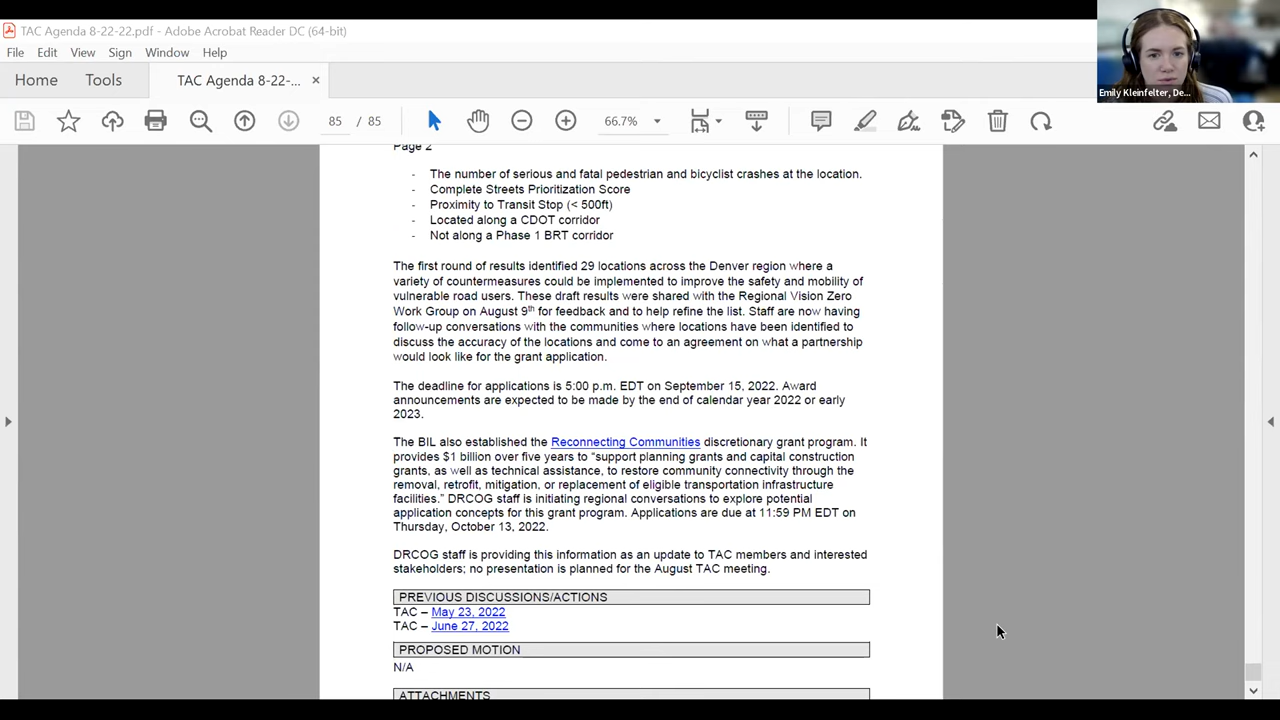 TAC Agenda 8-22-22.pdf - Adobe Acrobat Reader DC (64-bit)
File Edit View Sign Window Help
Home Tools TAC Agenda 8-22-... ×
85 / 85 66.7%
Emily Kleinfelter, De...
Page 2
- The number of serious and fatal pedestrian and bicyclist crashes at the location.
- Complete Streets Prioritization Score
- Proximity to Transit Stop (< 500ft)
- Located along a CDOT corridor
- Not along a Phase 1 BRT corridor
The first round of results identified 29 locations across the Denver region where a
variety of countermeasures could be implemented to improve the safety and mobility of
vulnerable road users. These draft results were shared with the Regional Vision Zero
Work Group on August 9th for feedback and to help refine the list. Staff are now having
follow-up conversations with the communities where locations have been identified to
discuss the accuracy of the locations and come to an agreement on what a partnership
would look like for the grant application.
The deadline for applications is 5:00 p.m. EDT on September 15, 2022. Award
announcements are expected to be made by the end of calendar year 2022 or early
2023.
The BIL also established the Reconnecting Communities discretionary grant program. It
provides $1 billion over five years to “support planning grants and capital construction
grants, as well as technical assistance, to restore community connectivity through the
removal, retrofit, mitigation, or replacement of eligible transportation infrastructure
facilities.” DRCOG staff is initiating regional conversations to explore potential
application concepts for this grant program. Applications are due at 11:59 PM EDT on
Thursday, October 13, 2022.
DRCOG staff is providing this information as an update to TAC members and interested
stakeholders; no presentation is planned for the August TAC meeting.
PREVIOUS DISCUSSIONS/ACTIONS
TAC – May 23, 2022
TAC – June 27, 2022
PROPOSED MOTION
N/A
ATTACHMENTS